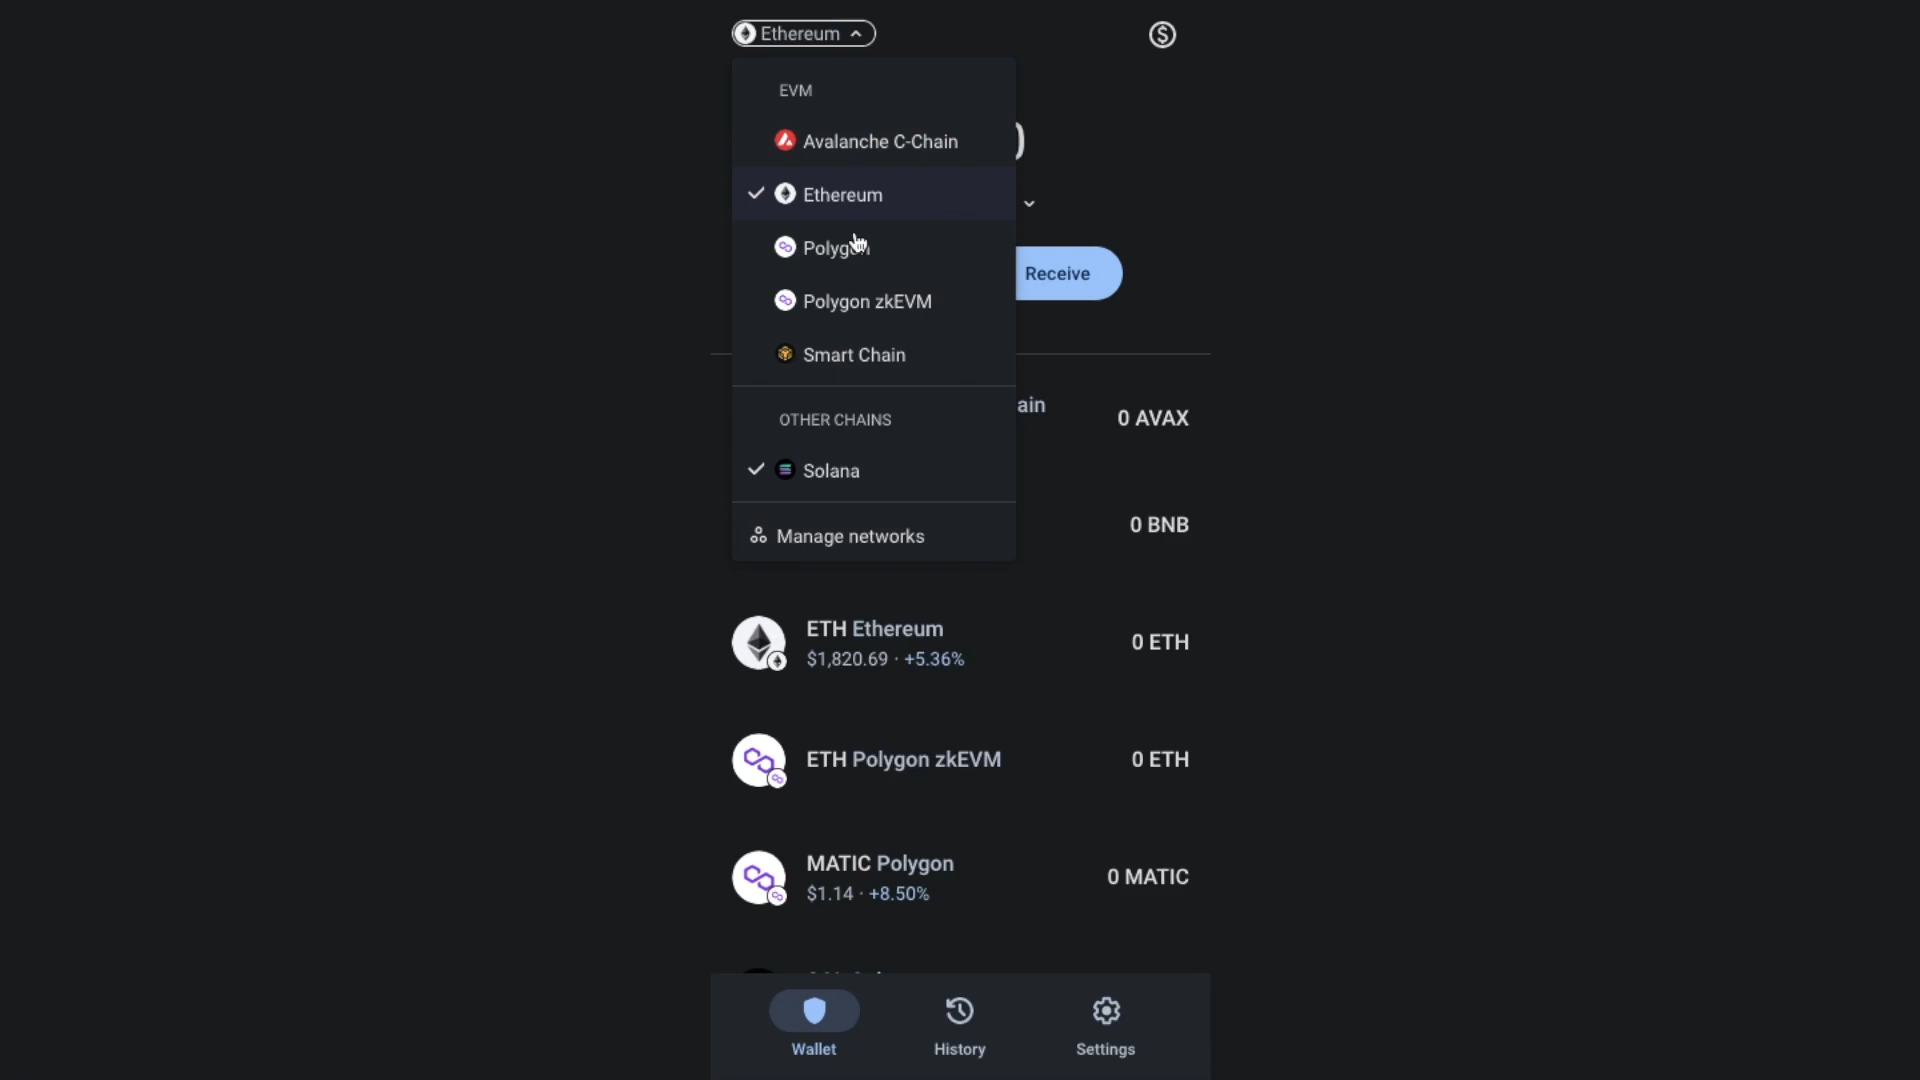 Ethereum
EVM
Avalanche C-Chain
Ethereum
Polygon
Polygon zkEVM
Smart Chain
OTHER CHAINS
Solana
Manage networks
Receive
ain
0 AVAX
0 BNB
ETH Ethereum
$1,820.69 · +5.36%
0 ETH
ETH Polygon zkEVM
0 ETH
MATIC Polygon
$1.14 · +8.50%
0 MATIC
Wallet
History
Settings